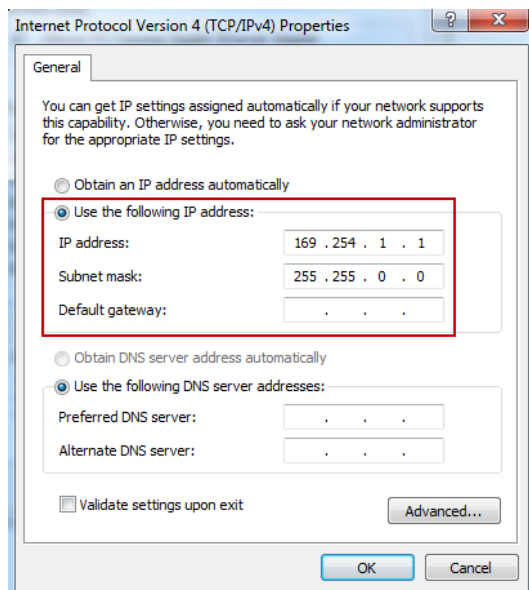 Internet Protocol Version 4 (TCP/IPv4) Properties
?
X
General
You can get IP settings assigned automatically if your network supports
this capability. Otherwise, you need to ask your network administrator
for the appropriate IP settings.
Obtain an IP address automatically
Use the following IP address:
IP address: 169 . 254 . 1 . 1
Subnet mask: 255 . 255 . 0 . 0
Default gateway: . . .
Obtain DNS server address automatically
Use the following DNS server addresses:
Preferred DNS server: . . .
Alternate DNS server: . . .
Validate settings upon exit
Advanced...
OK Cancel